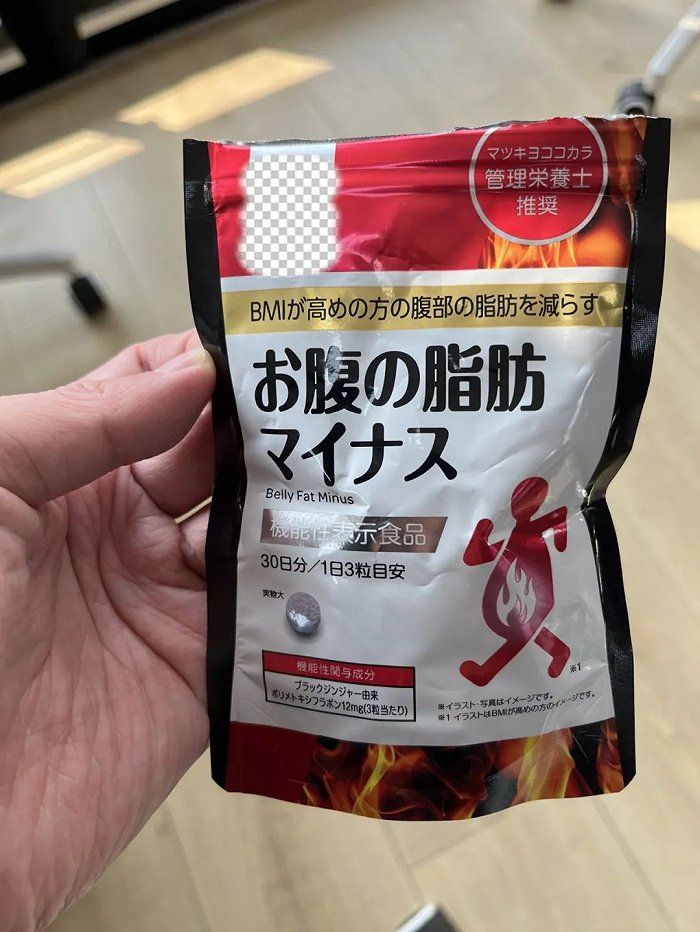 マツキヨココカラ
管理栄養士
推奨
BMIが高めの方の腹部の脂肪を減らす
お腹の脂肪
マイナス
Belly Fat Minus
機能性表示食品
30日分／1日3粒目安
実物大
機能性関与成分
ブラックジンジャー由来
ポリメトキシフラボン12mg(3粒当たり)
※1
※イラスト・写真はイメージです。
※1 イラストはBMIが高めの方のイメージです。